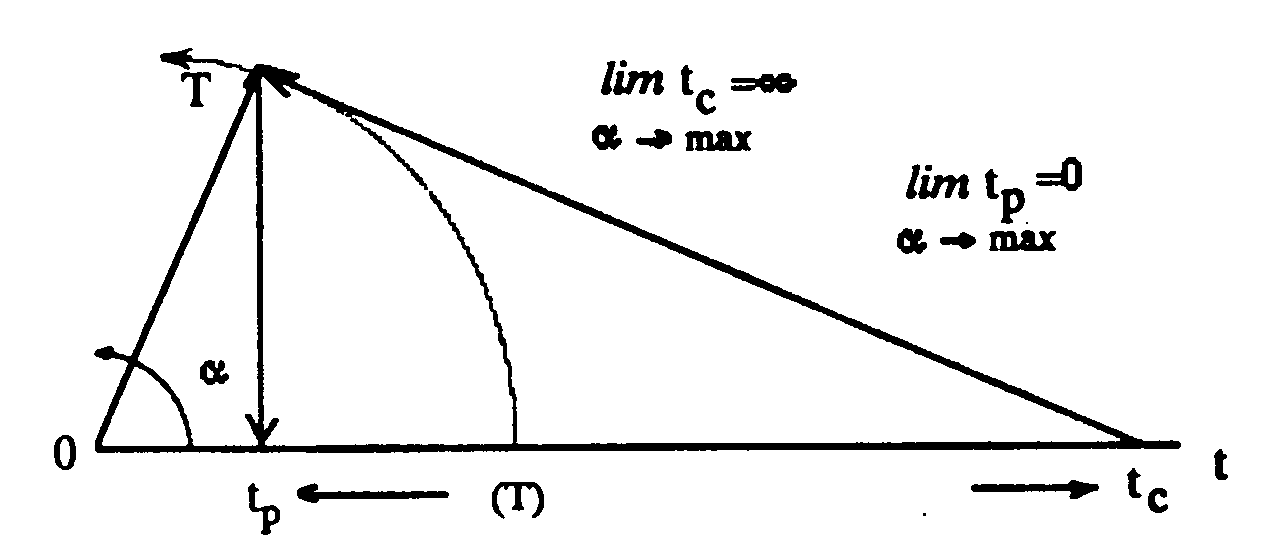 T
lim t_c = ∞
α → max
lim t_p = 0
α → max
α
0
t
t_p ← (T) → t_c